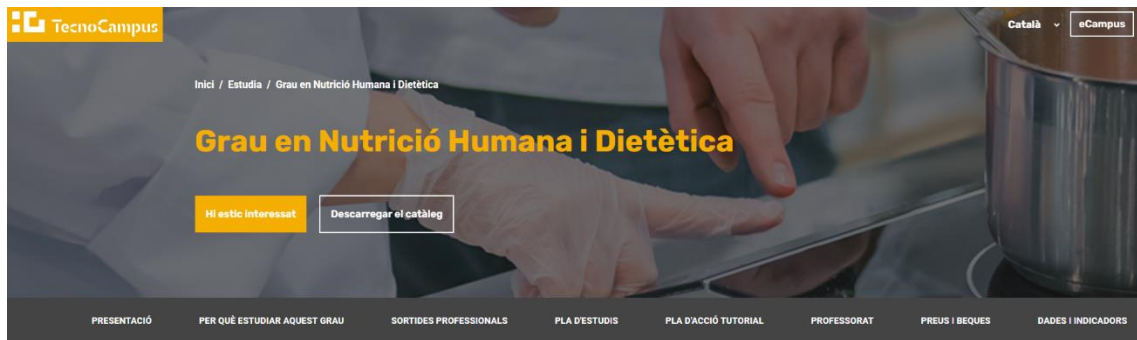 TecnoCampus
Català eCampus
Inici / Estudia / Grau en Nutrició Humana i Dietètica
Grau en Nutrició Humana i Dietètica
Hi estic interessat Descarregar el catàleg
PRESENTACIÓ PER QUÈ ESTUDIAR AQUEST GRAU SORTIDES PROFESSIONALS PLA D'ESTUDIS PLA D'ACCIÓ TUTORIAL PROFESSORAT PREUS I BEQUES DADES I INDICADORS